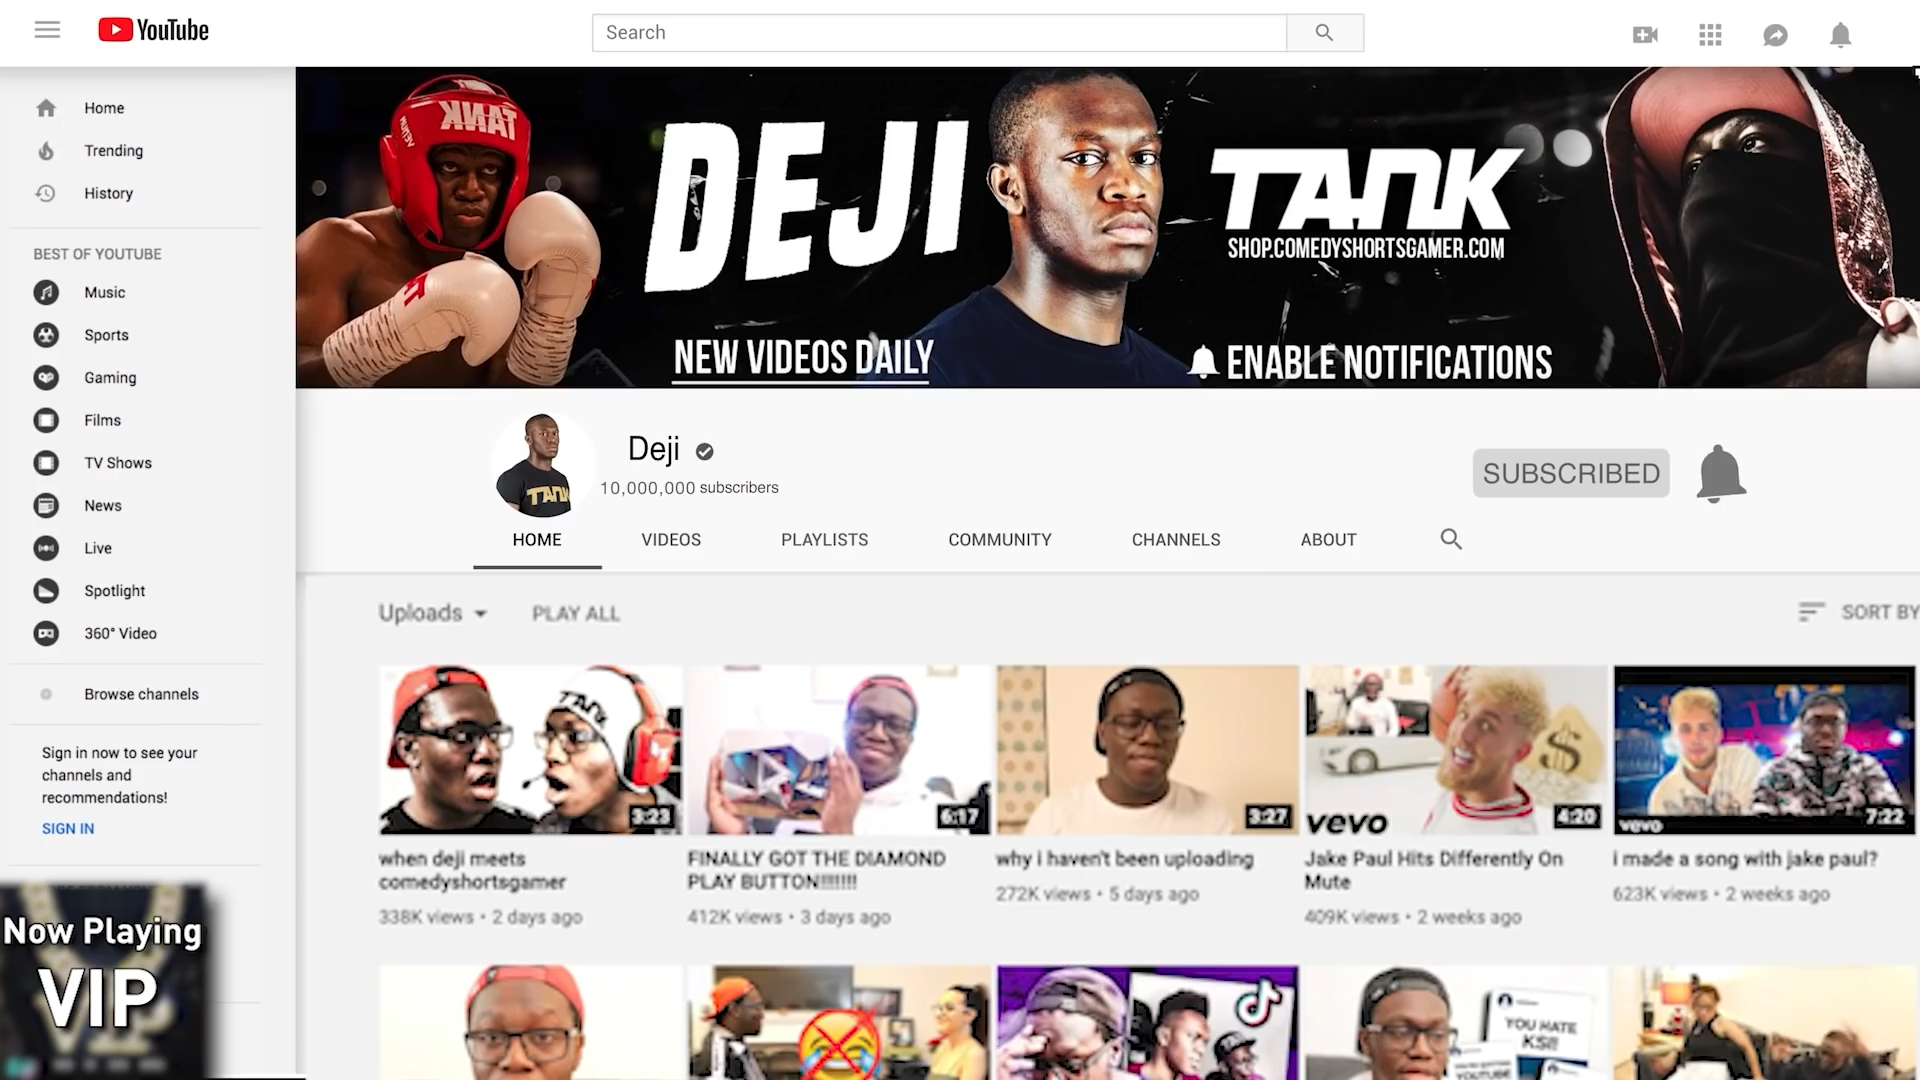 YouTube
Search
Home
Trending
History
BEST OF YOUTUBE
Music
Sports
Gaming
Films
TV Shows
News
Live
Spotlight
360° Video
Browse channels
Sign in now to see your
channels and
recommendations!
SIGN IN
Now Playing
VIP
TANK
DEJI
NEW VIDEOS DAILY
TANK
SHOP.COMEDYSHORTSGAMER.COM
ENABLE NOTIFICATIONS
TANK
Deji
10,000,000 subscribers
SUBSCRIBED
HOME VIDEOS PLAYLISTS COMMUNITY CHANNELS ABOUT
Uploads PLAY ALL
SORT BY
TANK
3:23
6:17
3:27
vevo
4:20
vevo
7:22
when deji meets
comedyshortsgamer
338K views • 2 days ago
FINALLY GOT THE DIAMOND
PLAY BUTTON!!!!!!!
412K views • 3 days ago
why i haven't been uploading
272K views • 5 days ago
Jake Paul Hits Differently On
Mute
409K views • 2 weeks ago
i made a song with jake paul?
623K views • 2 weeks ago
YOU HATE
KSI!